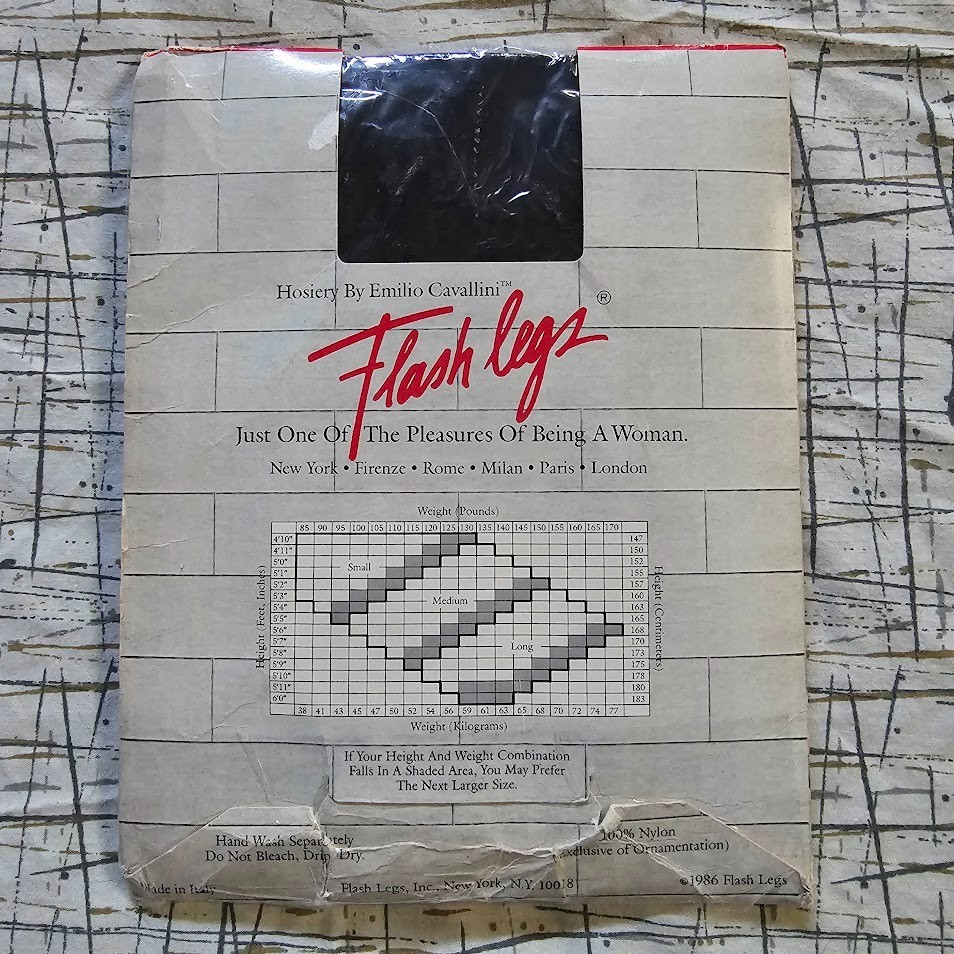 Hosiery By Emilio Cavallini™
Flash legs ®
Just One Of The Pleasures Of Being A Woman.
New York • Firenze • Rome • Milan • Paris • London
Weight (Pounds)
85 90 95 100 105 110 115 120 125 130 135 140 145 150 155 160 165 170
4'10" 147
4'11" 150
5'0" 152
5'1" Small 155
5'2" 157
5'3" 160
5'4" Medium 163
5'5" 165
5'6" 168
5'7" 170
5'8" Long 173
5'9" 175
5'10" 178
5'11" 180
6'0" 183
Height (Feet, Inches)
Height (Centimeters)
38 41 43 45 47 50 52 54 56 59 61 63 65 68 70 72 74 77
Weight (Kilograms)
If Your Height And Weight Combination
Falls In A Shaded Area, You May Prefer
The Next Larger Size.
Hand Wash Separately
Do Not Bleach, Drip Dry.
100% Nylon
(Exclusive of Ornamentation)
Made in Italy
Flash Legs, Inc., New York, N.Y. 10018
©1986 Flash Legs